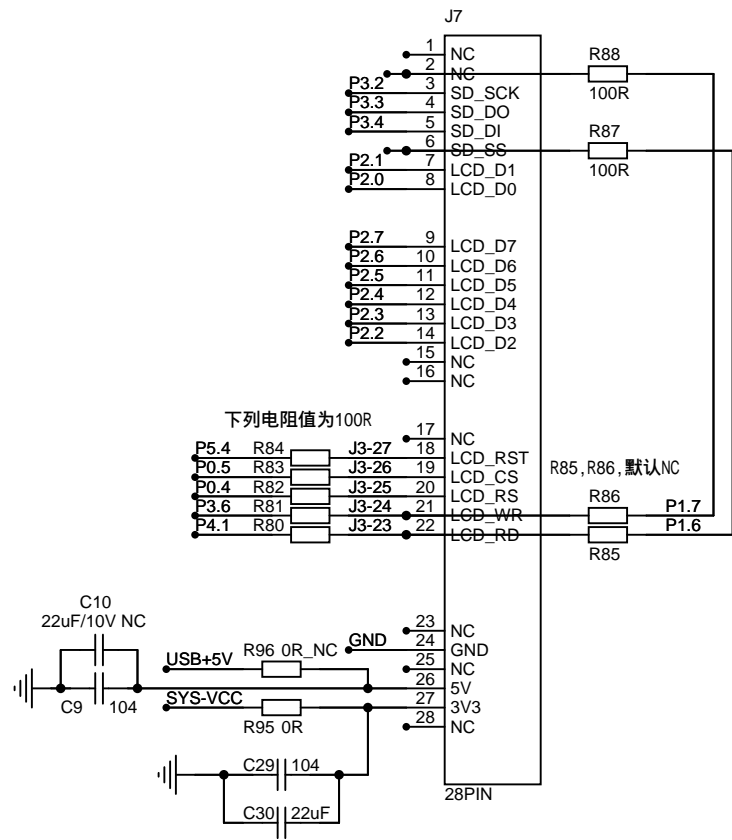 J7
1 NC
2 NC R88
P3.2 3 SD_SCK 100R
P3.3 4 SD_DO
P3.4 5 SD_DI R87
6 SD_SS
P2.1 7 LCD_D1 100R
P2.0 8 LCD_D0
P2.7 9 LCD_D7
P2.6 10 LCD_D6
P2.5 11 LCD_D5
P2.4 12 LCD_D4
P2.3 13 LCD_D3
P2.2 14 LCD_D2
15 NC
16 NC
下列电阻值为100R
17 NC
P5.4 R84 J3-27 18 LCD_RST
P0.5 R83 J3-26 19 LCD_CS R85,R86,默认NC
P0.4 R82 J3-25 20 LCD_RS
P3.6 R81 J3-24 21 LCD_WR R86 P1.7
P4.1 R80 J3-23 22 LCD_RD P1.6
R85
C10
22uF/10V NC
23 NC
GND 24 GND
USB+5V R96 0R_NC 25 NC
26 5V
C9 104 SYS-VCC 27 3V3
R95 0R 28 NC
C29 104
C30 22uF
28PIN